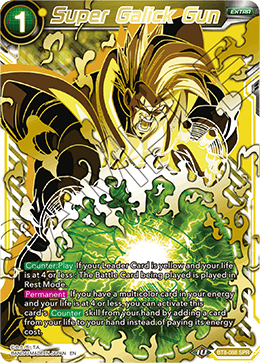 1
Super Galick Gun
EXTRA
Counter:Play If your Leader Card is yellow and your life
is at 4 or less : The Battle Card being played is played in
Rest Mode.
Permanent If you have a multicolor card in your energy
and your life is at 4 or less, you can activate this
card's Counter skill from your hand by adding a card
from your life to your hand instead of paying its energy
cost.
BANDAI MADE IN JAPAN EN
BT8-088 SPR